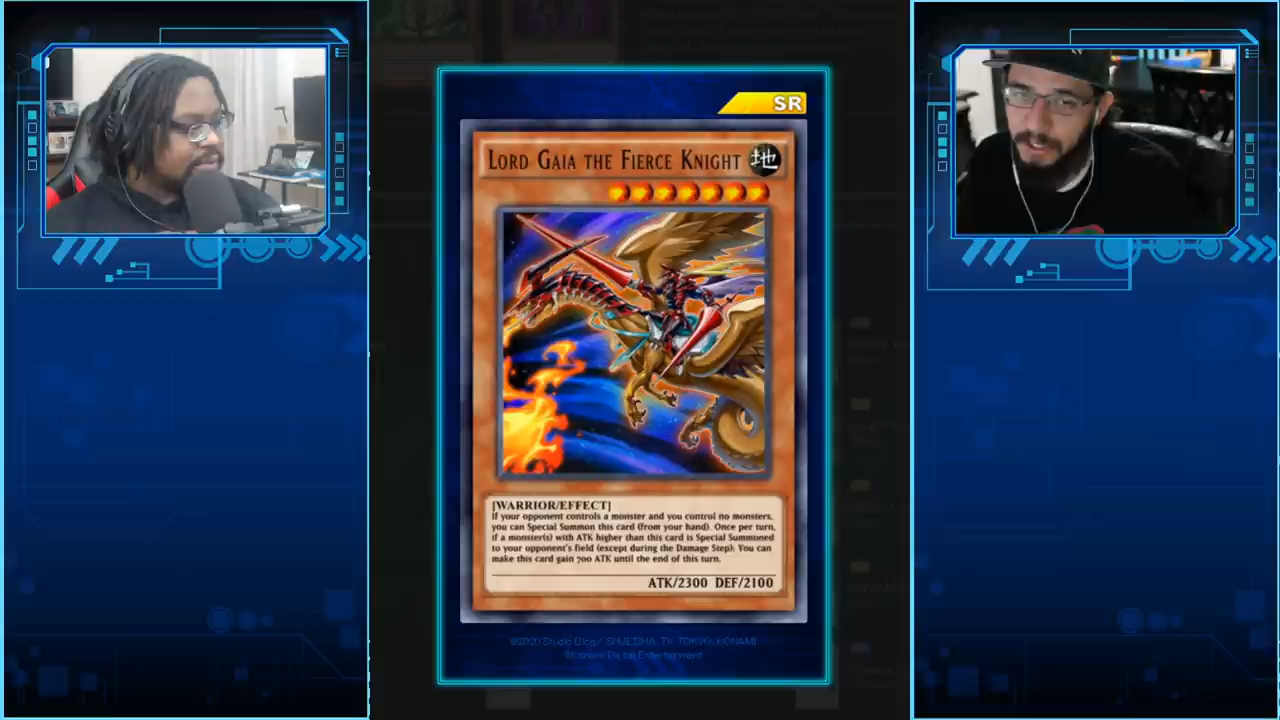 SR
LORD GAIA THE FIERCE KNIGHT 地
[WARRIOR/EFFECT]
If your opponent controls a monster and you control no monsters,
you can Special Summon this card (from your hand). Once per turn,
if a monster(s) with ATK higher than this card is Special Summoned
to your opponent's field (except during the Damage Step): You can
make this card gain 700 ATK until the end of this turn.
ATK/2300 DEF/2100
©2020 Studio Dice/SHUEISHA, TV TOKYO, KONAMI
©Konami Digital Entertainment